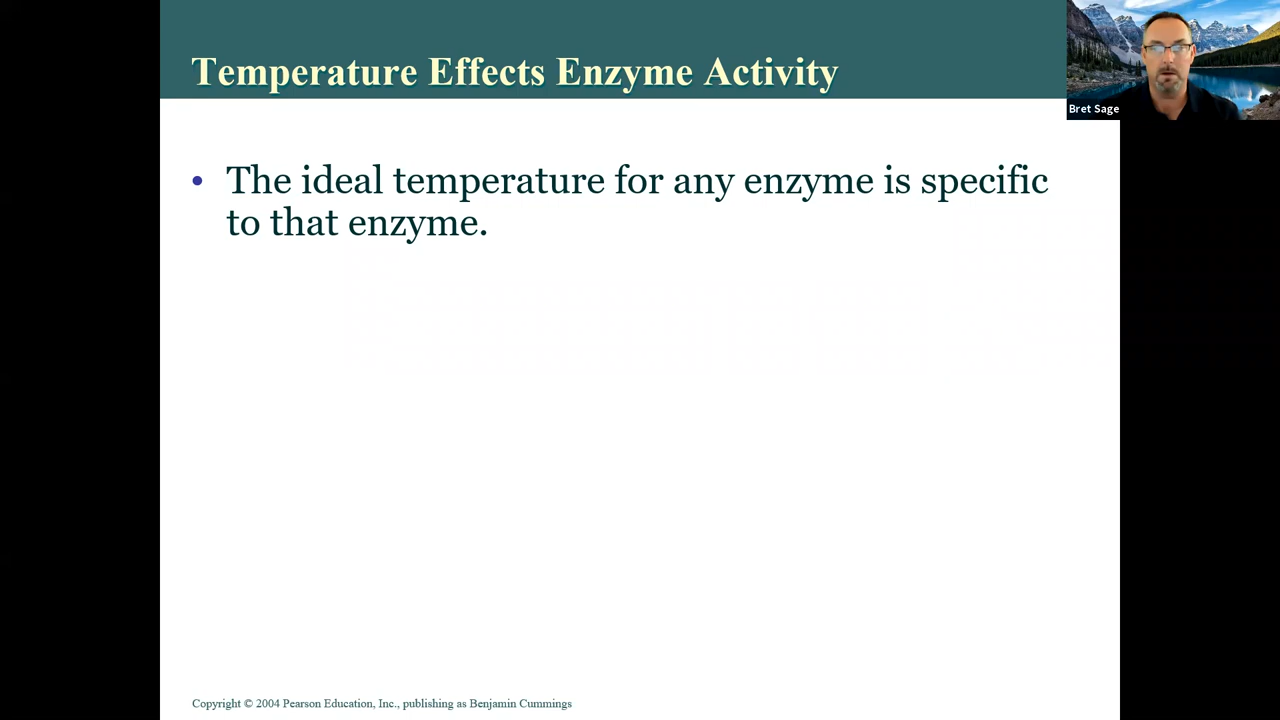 Temperature Effects Enzyme Activity
Bret Sage
• The ideal temperature for any enzyme is specific
to that enzyme.
Copyright © 2004 Pearson Education, Inc., publishing as Benjamin Cummings